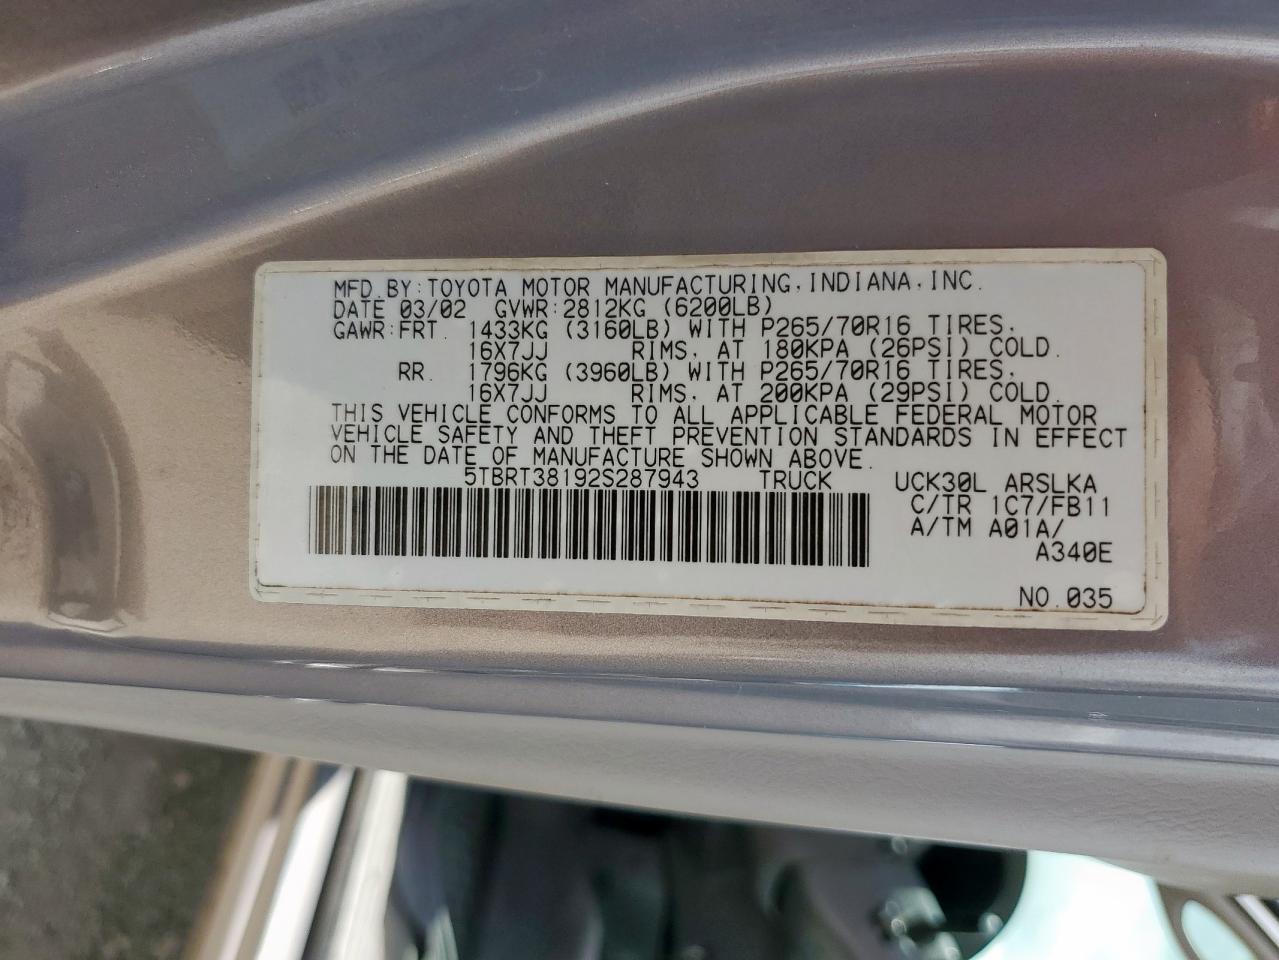 MFD. BY: TOYOTA MOTOR MANUFACTURING, INDIANA, INC.
DATE 03/02 GVWR: 2812KG (6200LB)
GAWR: FRT. 1433KG (3160LB) WITH P265/70R16 TIRES,
16X7JJ RIMS, AT 180KPA (26PSI) COLD.
RR. 1796KG (3960LB) WITH P265/70R16 TIRES,
16X7JJ RIMS, AT 200KPA (29PSI) COLD.
THIS VEHICLE CONFORMS TO ALL APPLICABLE FEDERAL MOTOR
VEHICLE SAFETY AND THEFT PREVENTION STANDARDS IN EFFECT
ON THE DATE OF MANUFACTURE SHOWN ABOVE.
5TBRT38192S287943 TRUCK UCK30L ARSLKA
C/TR 1C7/FB11
A/TM A01A/
A340E
NO. 035